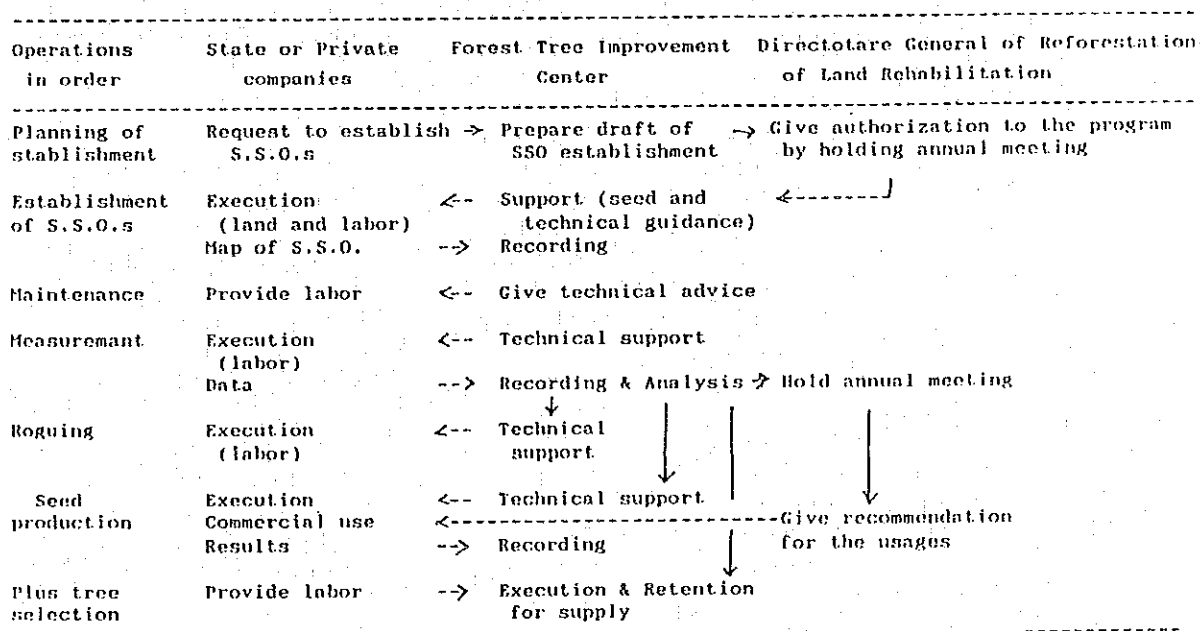 Operations State or Private Forest Tree Improvement Directotare General of Reforestation
in order companies Center of Land Rehabilitation
Planning of Request to establish → Prepare draft of → Give authorization to the program
stablishment S.S.O.s SSO establishment by holding annual meeting
Establishment Execution <-- Support (seed and <--------
of S.S.O.s (land and labor) technical guidance)
Map of S.S.O. --> Recording
Maintenance Provide labor <-- Give technical advice
Measuremant Execution <-- Technical support
(labor)
Data --> Recording & Analysis → Hold annual meeting
Roguing Execution <-- Technical
(labor) support
Seed Execution <-- Technical support
production Commercial use <------------------------------Give recommendation
Results --> Recording for the usages
Plus tree Provide labor --> Execution & Retention
selection for supply